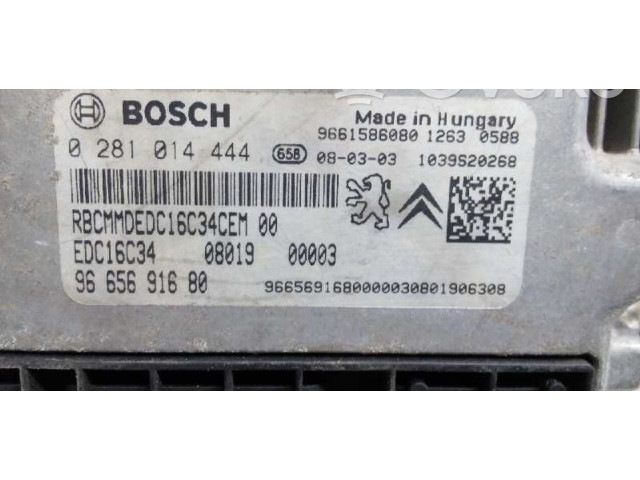 BOSCH
Made in Hungary
9661586080 1263 0588
0 281 014 444 658 08-03-03 1039S20268
RBCMMDEDC16C34CEM 00
EDC16C34 08019 00003
96 656 916 80
96656916800000030801906308